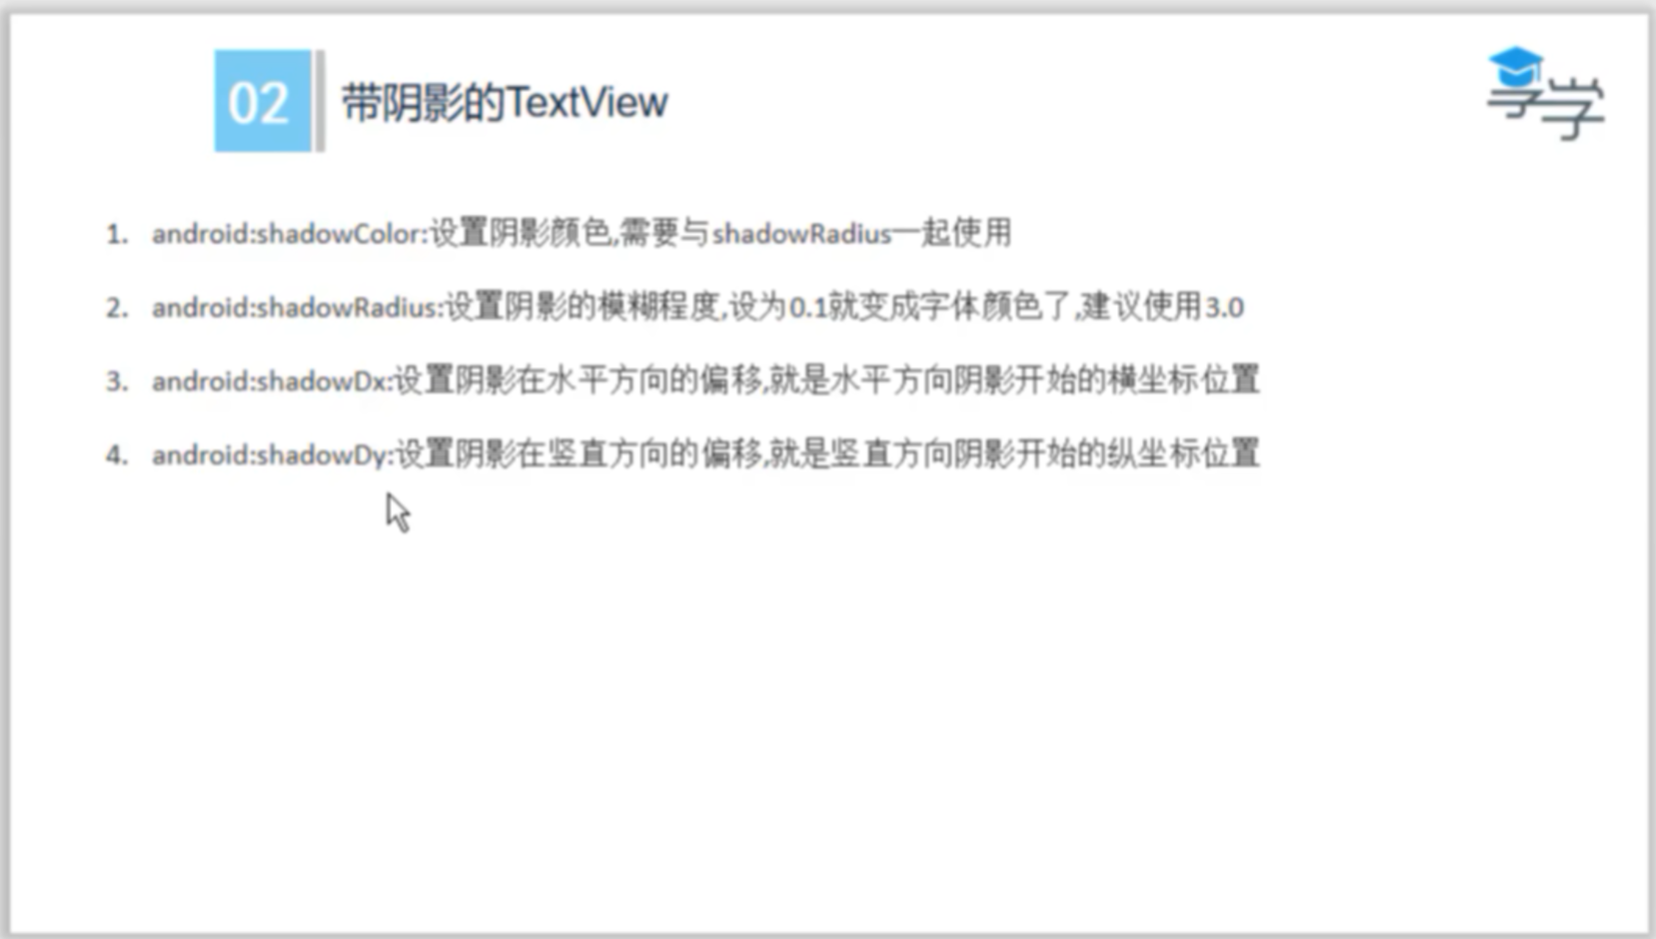 02
带阴影的TextView
享学
1. android:shadowColor:设置阴影颜色,需要与shadowRadius一起使用
2. android:shadowRadius:设置阴影的模糊程度,设为0.1就变成字体颜色了,建议使用3.0
3. android:shadowDx:设置阴影在水平方向的偏移,就是水平方向阴影开始的横坐标位置
4. android:shadowDy:设置阴影在竖直方向的偏移,就是竖直方向阴影开始的纵坐标位置